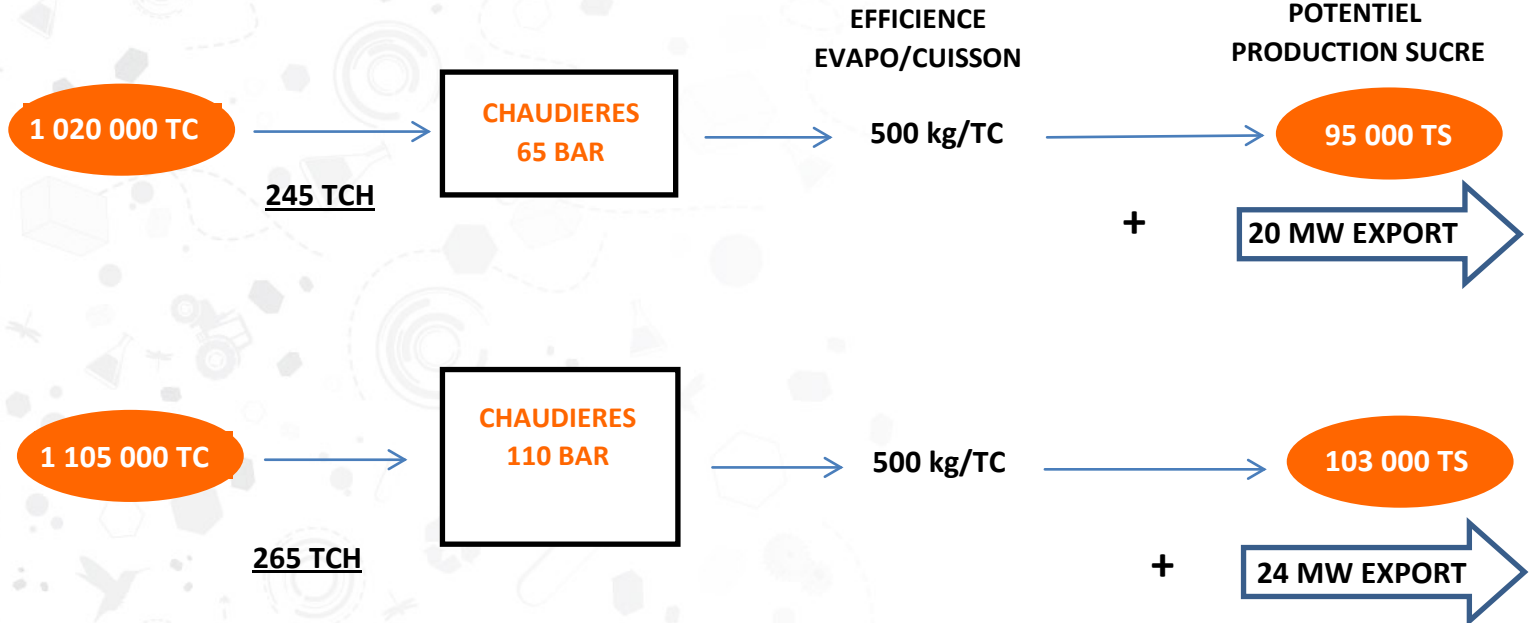 EFFICIENCE
EVAPO/CUISSON
POTENTIEL
PRODUCTION SUCRE
1 020 000 TC
245 TCH
CHAUDIERES
65 BAR
500 kg/TC
95 000 TS
+
20 MW EXPORT
1 105 000 TC
265 TCH
CHAUDIERES
110 BAR
500 kg/TC
103 000 TS
+
24 MW EXPORT